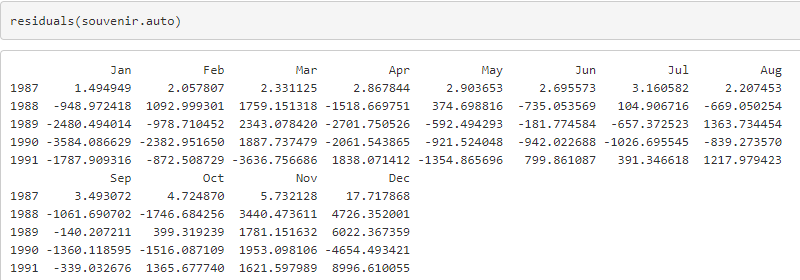 residuals(souvenir.auto)
Jan Feb Mar Apr May Jun Jul Aug
1987 1.494949 2.057807 2.331125 2.867844 2.903653 2.695573 3.160582 2.207453
1988 -948.972418 1092.999301 1759.151318 -1518.669751 374.698816 -735.053569 104.906716 -669.050254
1989 -2480.494014 -978.710452 2343.078420 -2701.750526 -592.494293 -181.774584 -657.372523 1363.734454
1990 -3584.086629 -2382.951650 1887.737479 -2061.543865 -921.524048 -942.022688 -1026.695545 -839.273570
1991 -1787.909316 -872.508729 -3636.756686 1838.071412 -1354.865696 799.861087 391.346618 1217.979423
Sep Oct Nov Dec
1987 3.493070 4.724870 5.732128 17.717868
1988 -1061.690702 -1746.684256 3440.473611 4726.352001
1989 -140.207211 399.319239 1781.151632 6022.367359
1990 -1360.118595 -1516.087109 1953.098106 -4654.493421
1991 -339.032676 1365.677740 1621.597989 8996.610055